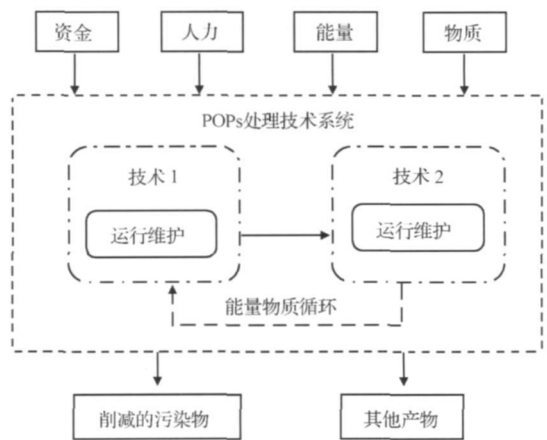 资金 人力 能量 物质
POPs处理技术系统
技术 1 技术 2
运行维护 运行维护
能量物质循环
削减的污染物 其他产物